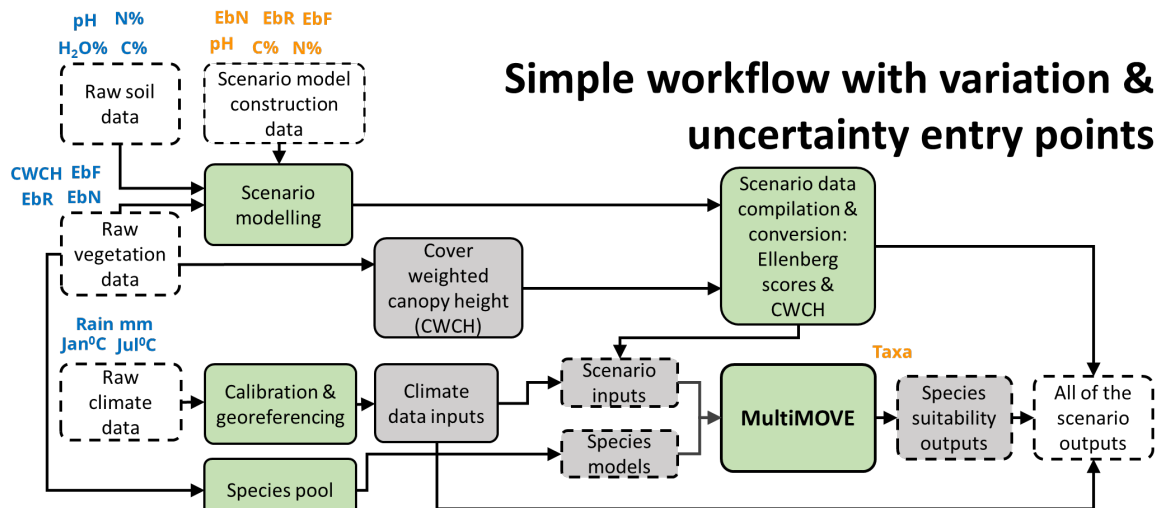 Simple workflow with variation &
uncertainty entry points
pH N%
H₂O% C%
Raw soil
data
EbN EbR EbF
pH C% N%
Scenario model
construction
data
CWCH EbF
EbR EbN
Raw
vegetation
data
Scenario
modelling
Cover
weighted
canopy height
(CWCH)
Scenario data
compilation &
conversion:
Ellenberg
scores &
CWCH
Rain mm
Jan⁰C Jul⁰C
Raw
climate
data
Calibration &
georeferencing
Climate
data inputs
Scenario
inputs
Species
models
MultiMOVE
Taxa
Species
suitability
outputs
All of the
scenario
outputs
Species pool